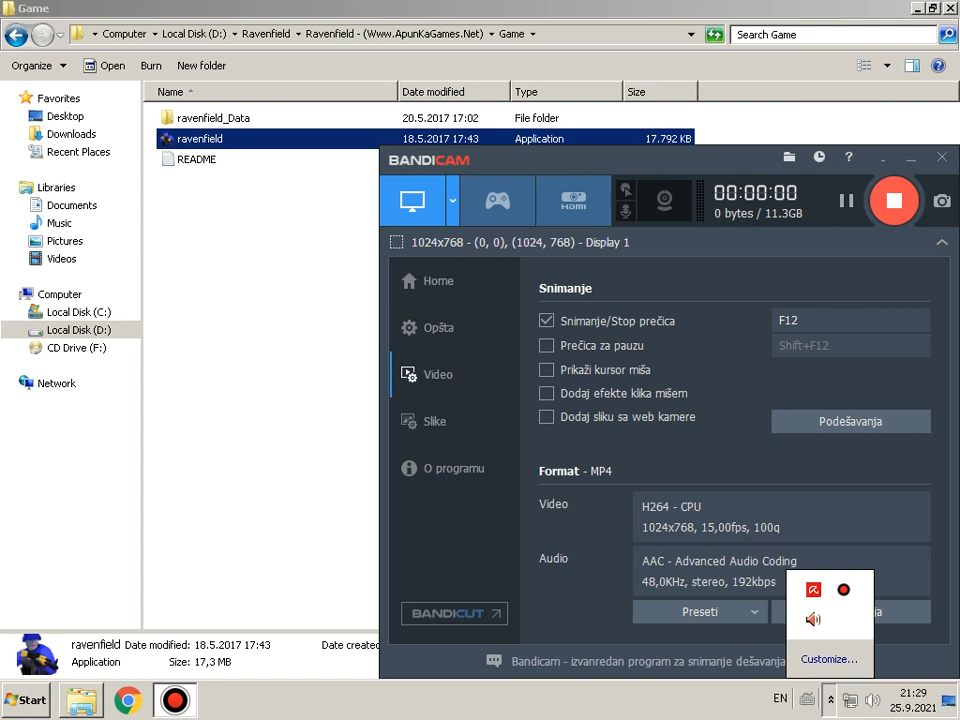 Game
Computer Local Disk (D:) Ravenfield Ravenfield - (Www.ApunKaGames.Net) Game
Search Game
Organize Open Burn New folder
Name Date modified Type Size
ravenfield_Data 20.5.2017 17:02 File folder
ravenfield 18.5.2017 17:43 Application 17.792 KB
README
Favorites
Desktop
Downloads
Recent Places
Libraries
Documents
Music
Pictures
Videos
Computer
Local Disk (C:)
Local Disk (D:)
CD Drive (F:)
Network
BANDICAM
HDMI
00:00:00
0 bytes / 11.3GB
1024x768 - (0, 0), (1024, 768) - Display 1
Home
Opšta
Video
Slike
O programu
BANDICUT
Snimanje
Snimanje/Stop prečica F12
Prečica za pauzu Shift+F12
Prikaži kursor miša
Dodaj efekte klika mišem
Dodaj sliku sa web kamere
Podešavanja
Format - MP4
Video
H264 - CPU
1024x768, 15,00fps, 100q
Audio
AAC - Advanced Audio Coding
48,0KHz, stereo, 192kbps
Preseti
Bandicam - izvanredan program za snimanje dešavanja
Customize...
ravenfield Date modified: 18.5.2017 17:43 Date created
Application Size: 17,3 MB
Start
EN
21:29
25.9.2021